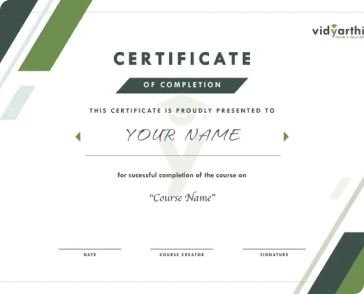 vidyarthi
CERTIFICATE
OF COMPLETION
THIS CERTIFICATE IS PROUDLY PRESENTED TO
YOUR NAME
for sucessful completion of the course on
"Course Name"
DATE
COURSE CREATOR
SIGNATURE